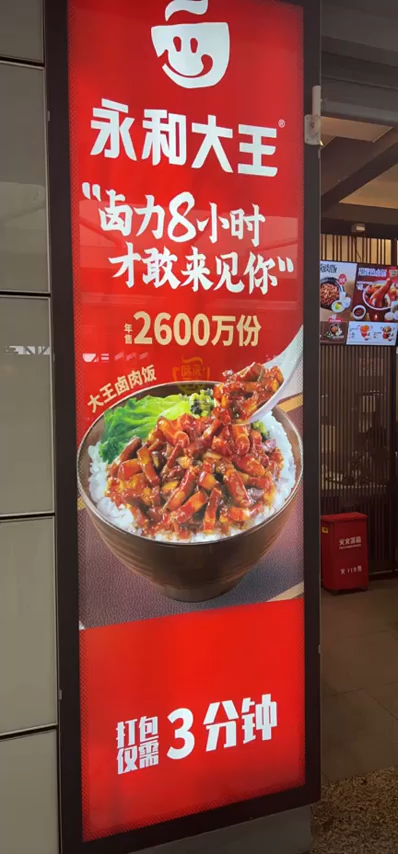 永和大王®
“卤力8小时
才敢来见你”
年售2600万份
大王卤肉饭
打包
仅需
3分钟